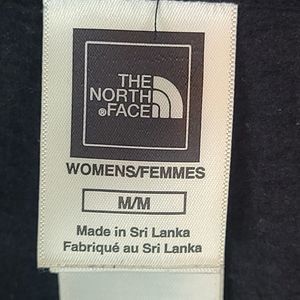 THE
NORTH
®FACE
WOMENS/FEMMES
M/M
Made in Sri Lanka
Fabriqué au Sri Lanka